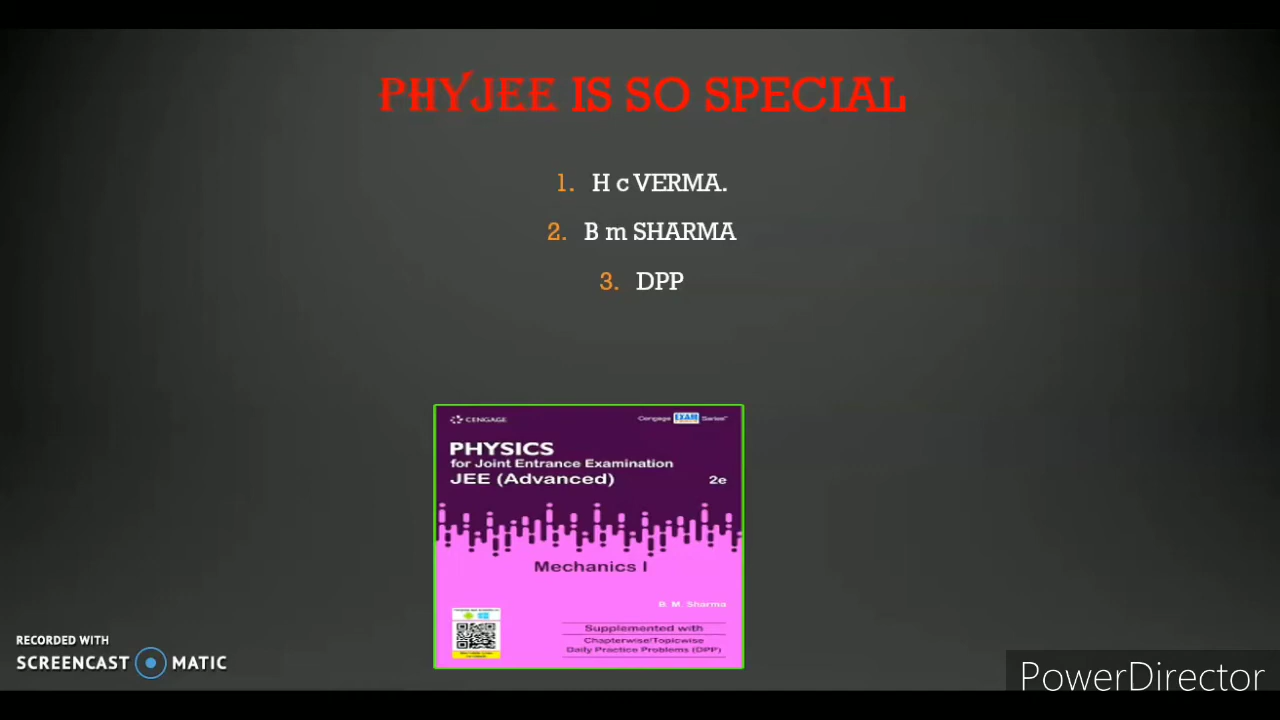 PHYJEE IS SO SPECIAL
1. H c VERMA.
2. B m SHARMA
3. DPP
CENGAGE
Cengage EXAM Series™
PHYSICS
for Joint Entrance Examination
JEE (Advanced) 2e
Mechanics I
B. M. Sharma
Supplemented with
Chapterwise/Topicwise
Daily Practice Problems (DPP)
RECORDED WITH
SCREENCAST MATIC
PowerDirector